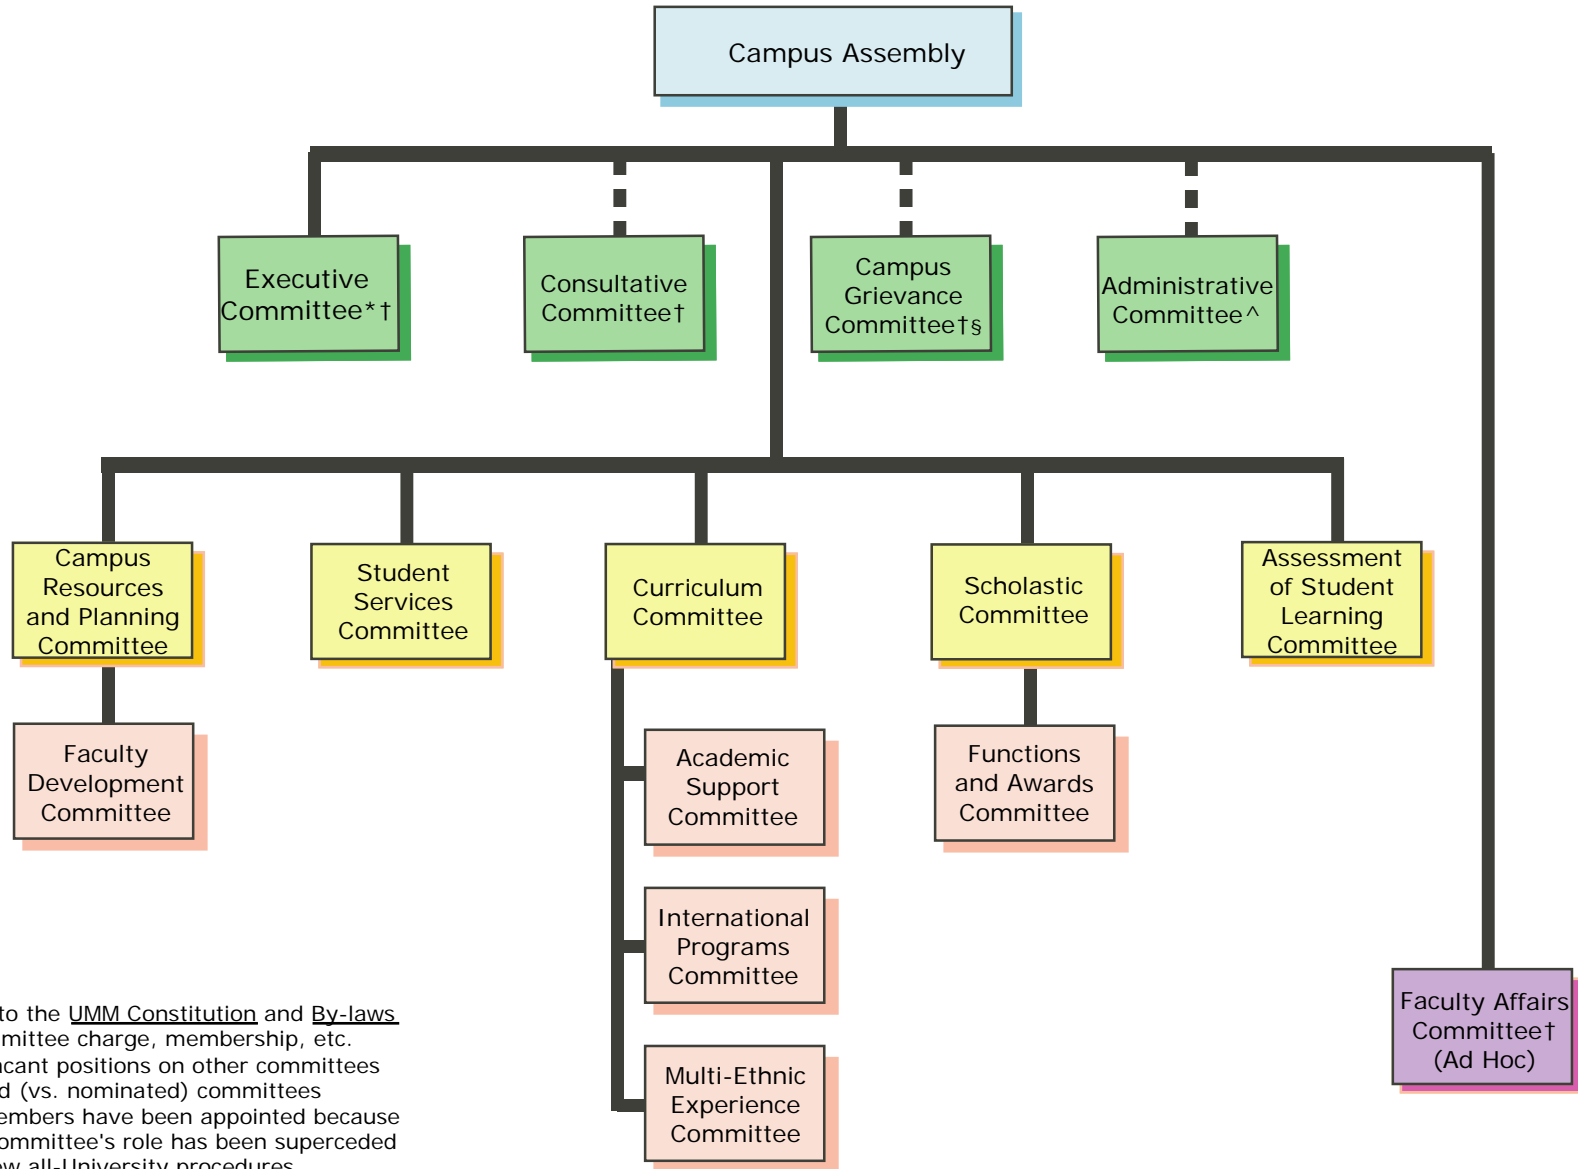 Campus Assembly
Executive
Committee*†
Consultative
Committee†
Campus
Grievance
Committee†§
Administrative
Committee^
Campus
Resources
and Planning
Committee
Student
Services
Committee
Curriculum
Committee
Scholastic
Committee
Assessment
of Student
Learning
Committee
Faculty
Development
Committee
Academic
Support
Committee
Functions
and Awards
Committee
International
Programs
Committee
Multi-Ethnic
Experience
Committee
Faculty Affairs
Committee†
(Ad Hoc)
to the UMM Constitution and By-laws
mittee charge, membership, etc.
cant positions on other committees
d (vs. nominated) committees
embers have been appointed because
ommittee's role has been superceded
w all-University procedures